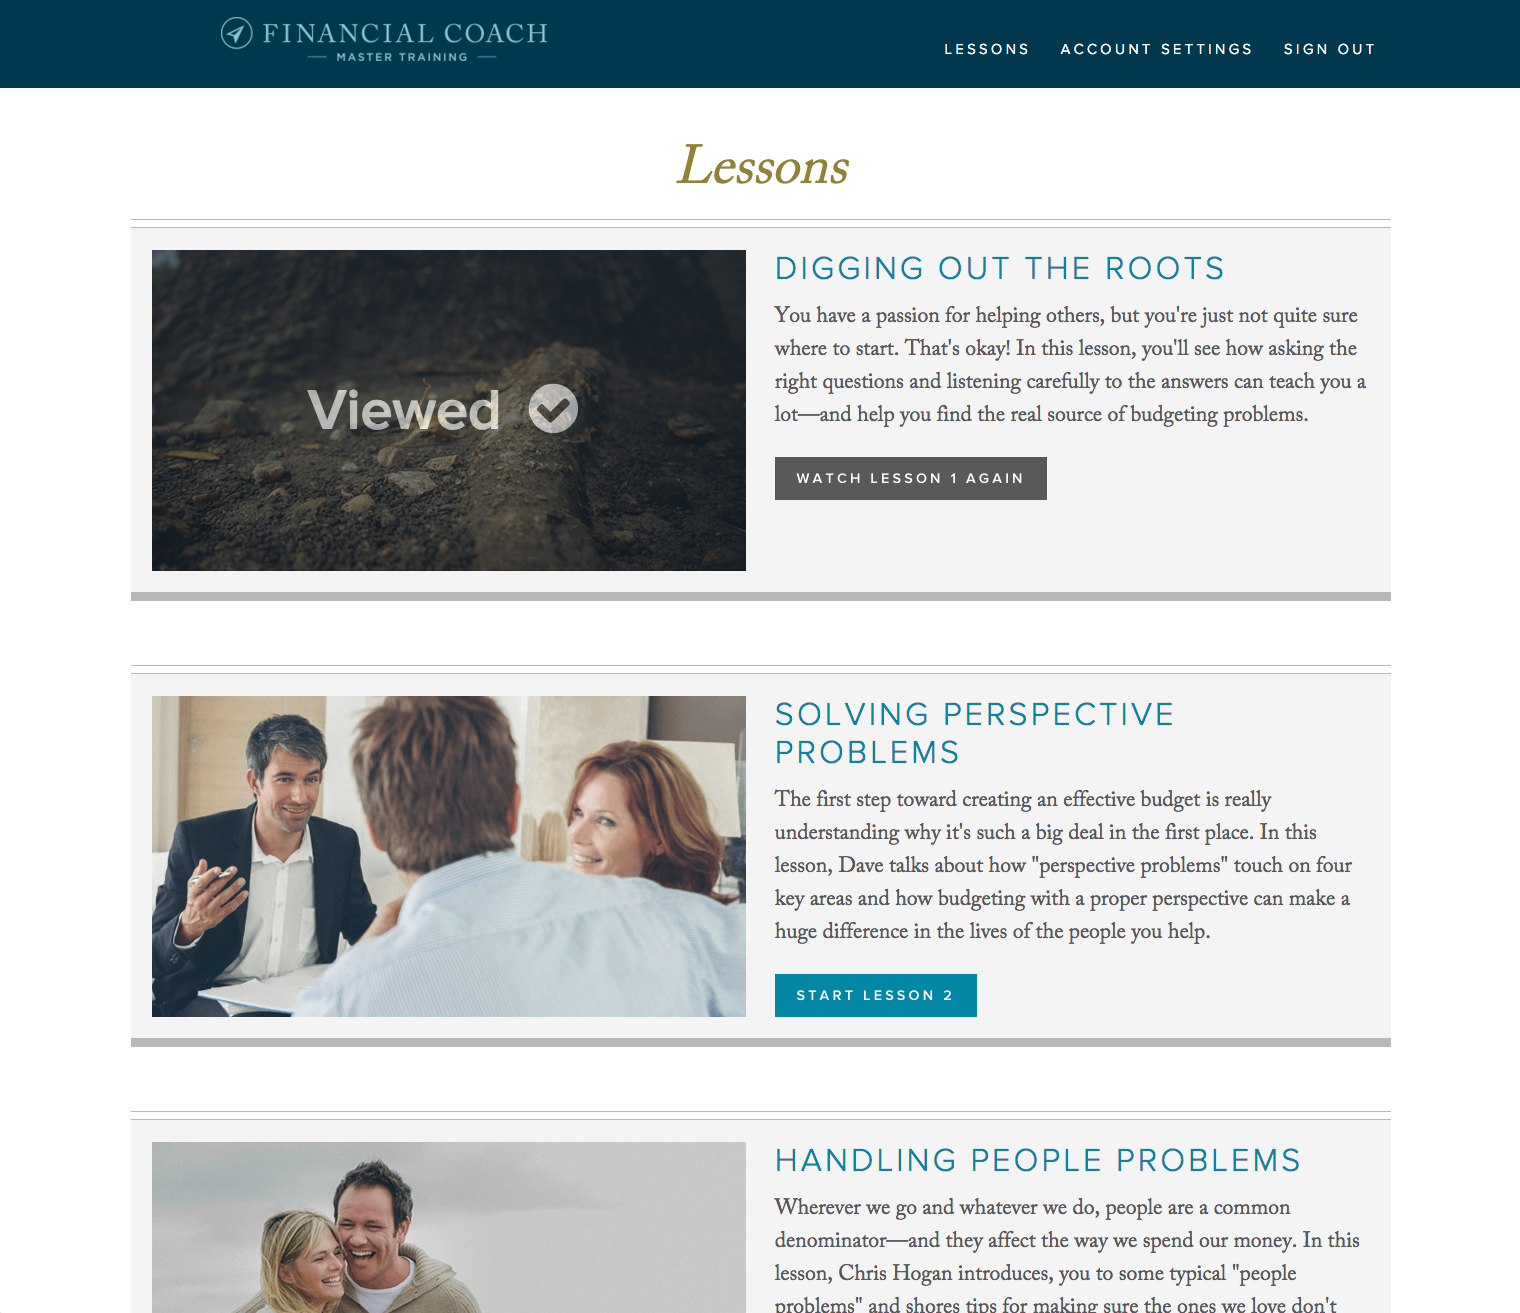 FINANCIAL COACH
MASTER TRAINING
LESSONS ACCOUNT SETTINGS SIGN OUT
Lessons
Viewed
DIGGING OUT THE ROOTS
You have a passion for helping others, but you're just not quite sure
where to start. That's okay! In this lesson, you'll see how asking the
right questions and listening carefully to the answers can teach you a
lot—and help you find the real source of budgeting problems.
WATCH LESSON 1 AGAIN
SOLVING PERSPECTIVE
PROBLEMS
The first step toward creating an effective budget is really
understanding why it's such a big deal in the first place. In this
lesson, Dave talks about how "perspective problems" touch on four
key areas and how budgeting with a proper perspective can make a
huge difference in the lives of the people you help.
START LESSON 2
HANDLING PEOPLE PROBLEMS
Wherever we go and whatever we do, people are a common
denominator—and they affect the way we spend our money. In this
lesson, Chris Hogan introduces, you to some typical "people
problems" and shores tips for making sure the ones we love don't